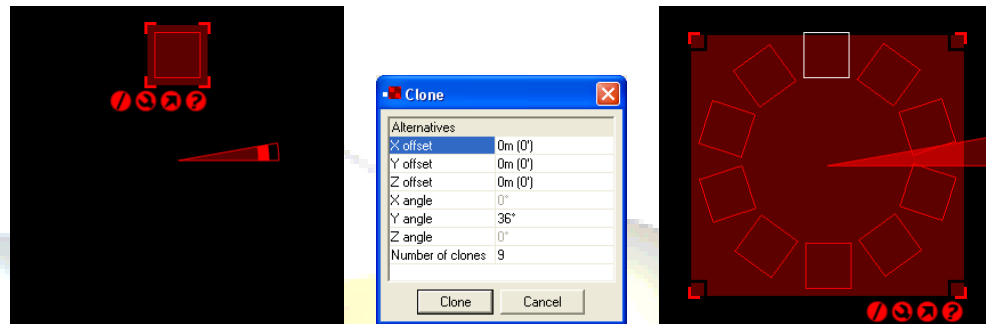 Clone
Alternatives
X offset 0m (0')
Y offset 0m (0')
Z offset 0m (0')
X angle 0°
Y angle 36°
Z angle 0°
Number of clones 9
Clone Cancel